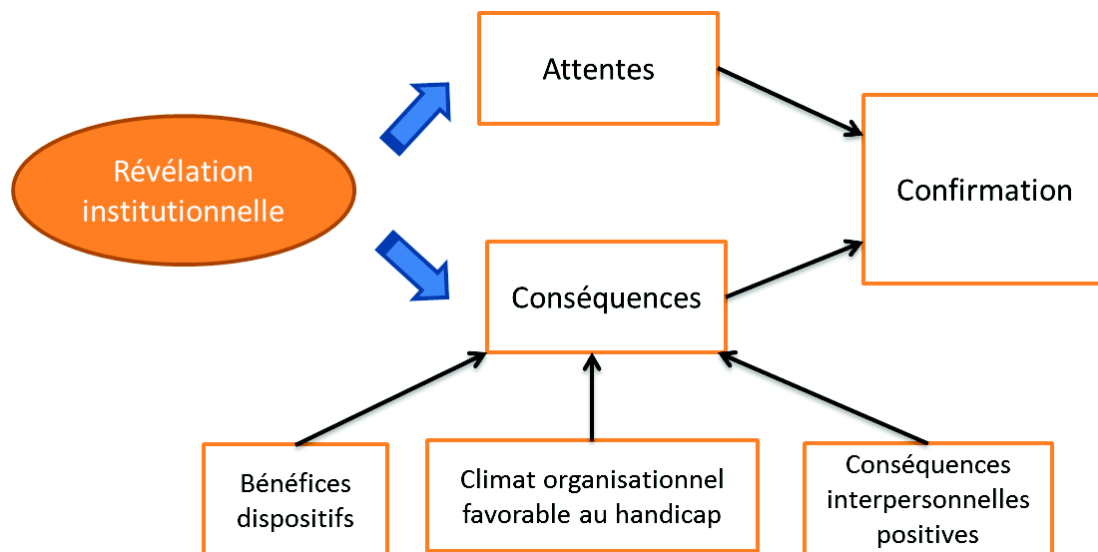 Attentes
Révélation
institutionnelle
Confirmation
Conséquences
Bénéfices
dispositifs
Climat organisationnel
favorable au handicap
Conséquences
interpersonnelles
positives